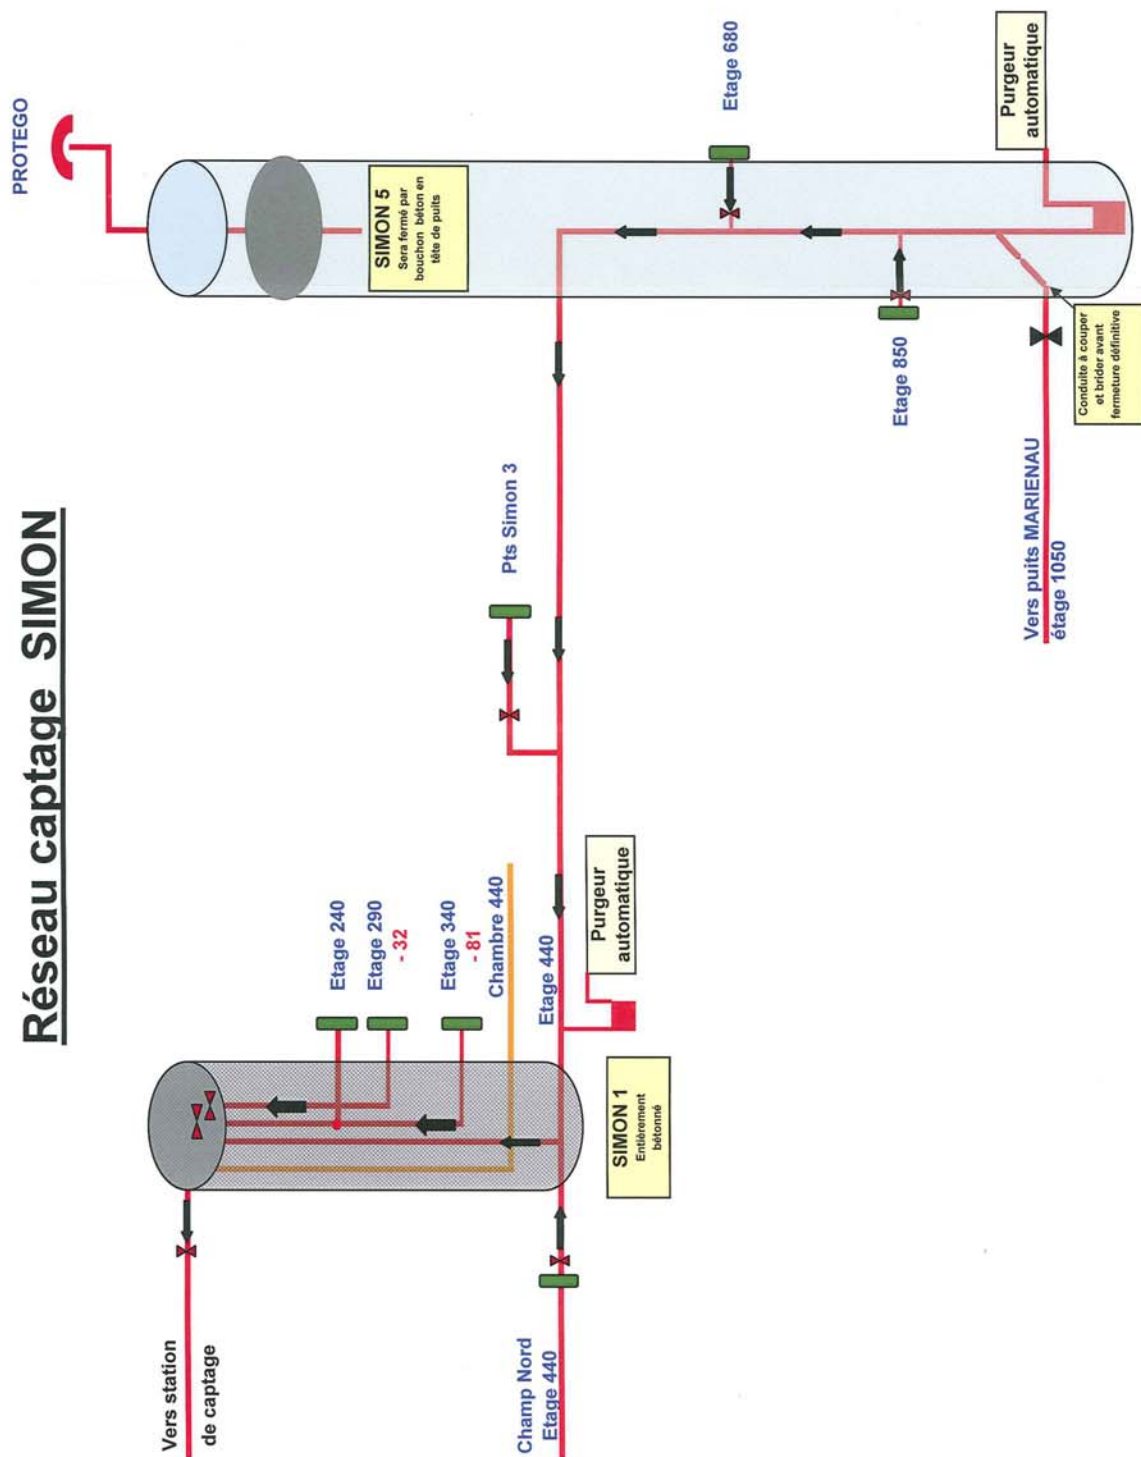 Réseau captage SIMON
PROTEGO
SIMON 5
Sera fermé par
bouchon béton en
tête de puits
Etage 680
Purgeur
automatique
Etage 850
Conduite à couper
et brider avant
fermeture définitive
Vers puits MARIENAU
étage 1050
Pts Simon 3
Etage 240
Etage 290
- 32
Etage 340
- 81
Chambre 440
Etage 440
Purgeur
automatique
SIMON 1
Entièrement
bétonné
Vers station
de captage
Champ Nord
Etage 440